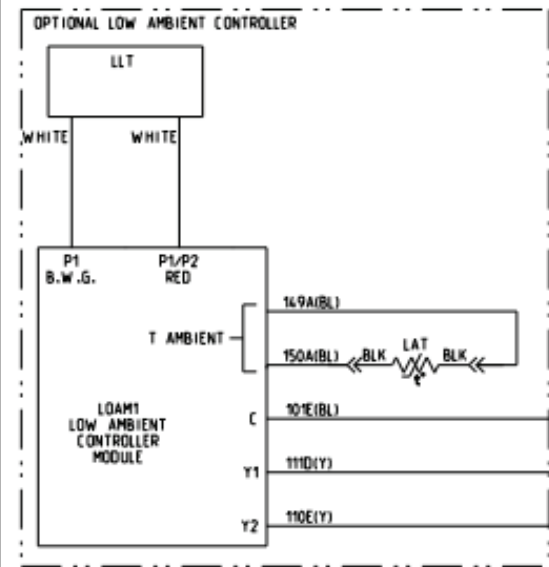 OPTIONAL LOW AMBIENT CONTROLLER
LLT
WHITE WHITE
P1 P1/P2
B.W.G. RED
149A(BL)
T AMBIENT
150A(BL) BLK LAT BLK
t°
LOAM1
LOW AMBIENT
CONTROLLER
MODULE
C 101E(BL)
Y1 111D(Y)
Y2 110E(Y)